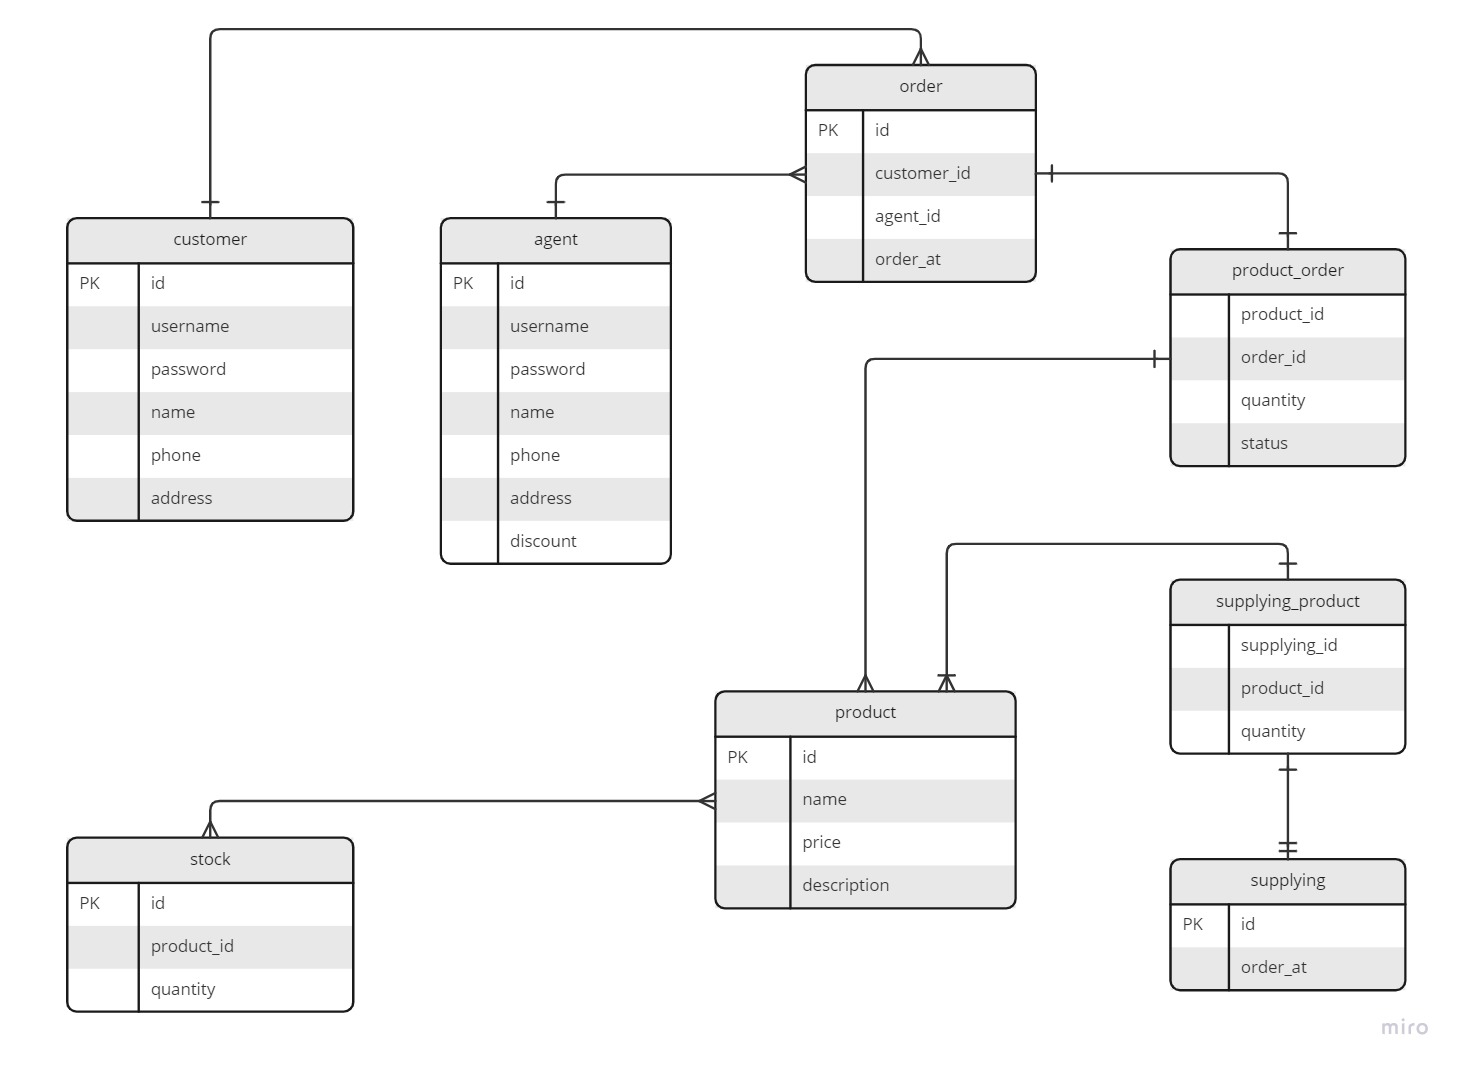 order
PK id
customer_id
agent_id
order_at
customer
PK id
username
password
name
phone
address
agent
PK id
username
password
name
phone
address
discount
product_order
product_id
order_id
quantity
status
supplying_product
supplying_id
product_id
quantity
product
PK id
name
price
description
stock
PK id
product_id
quantity
supplying
PK id
order_at
miro